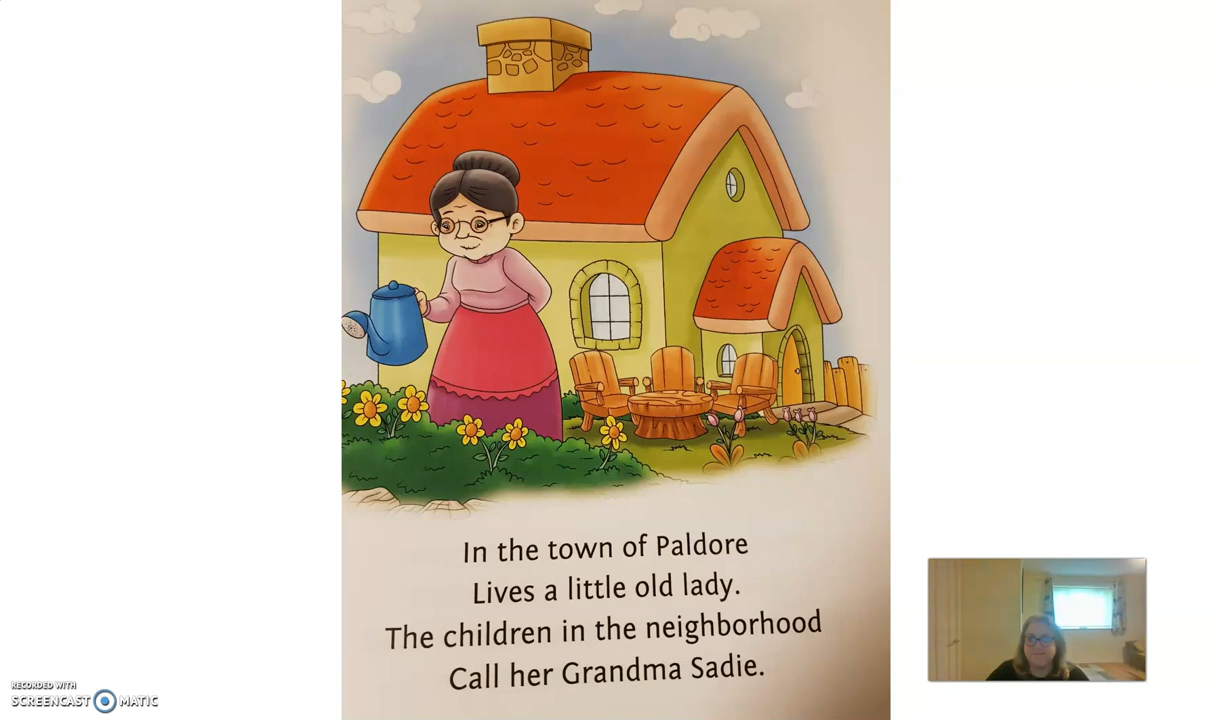 In the town of Paldore
Lives a little old lady.
The children in the neighborhood
Call her Grandma Sadie.
RECORDED WITH
SCREENCAST MATIC